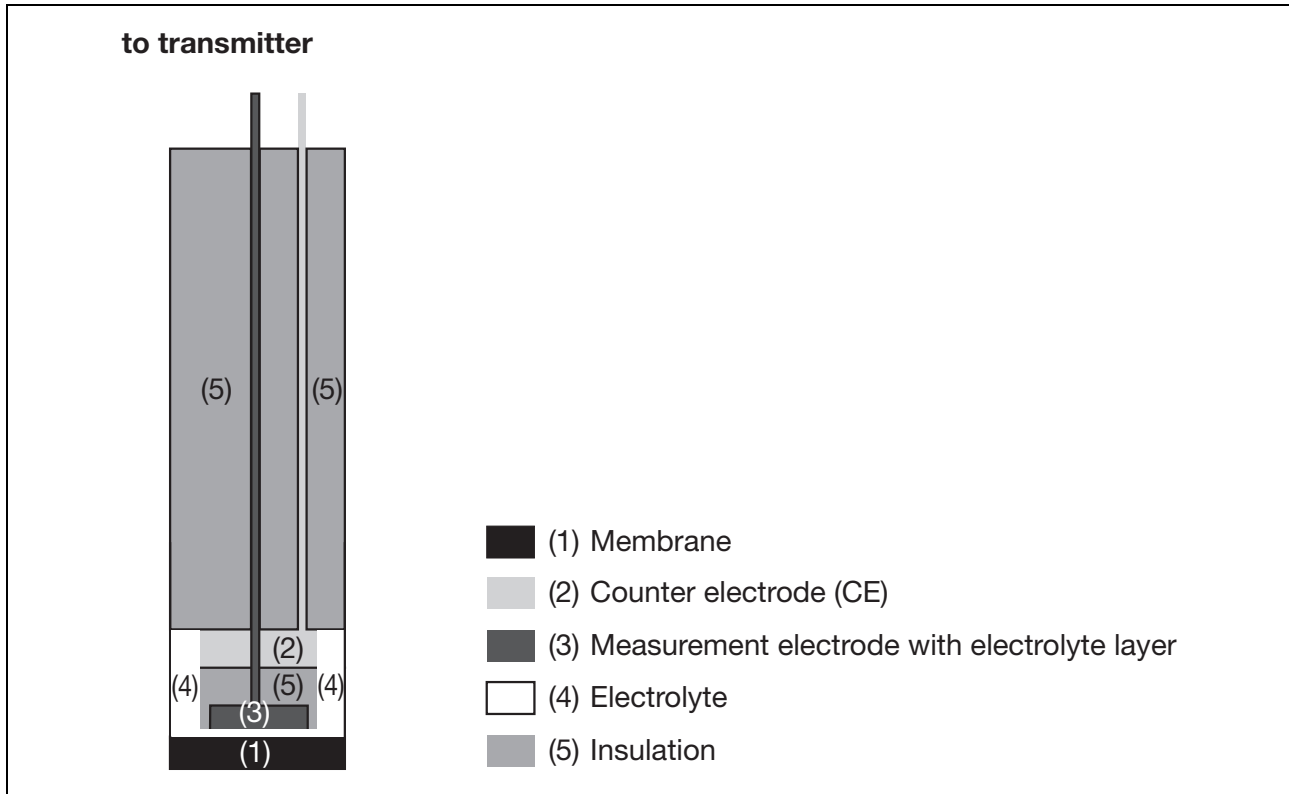 to transmitter
(5)
(5)
(1) Membrane
(2) Counter electrode (CE)
(2)
(3) Measurement electrode with electrolyte layer
(4)
(5)
(4)
(4) Electrolyte
(3)
(1)
(5) Insulation